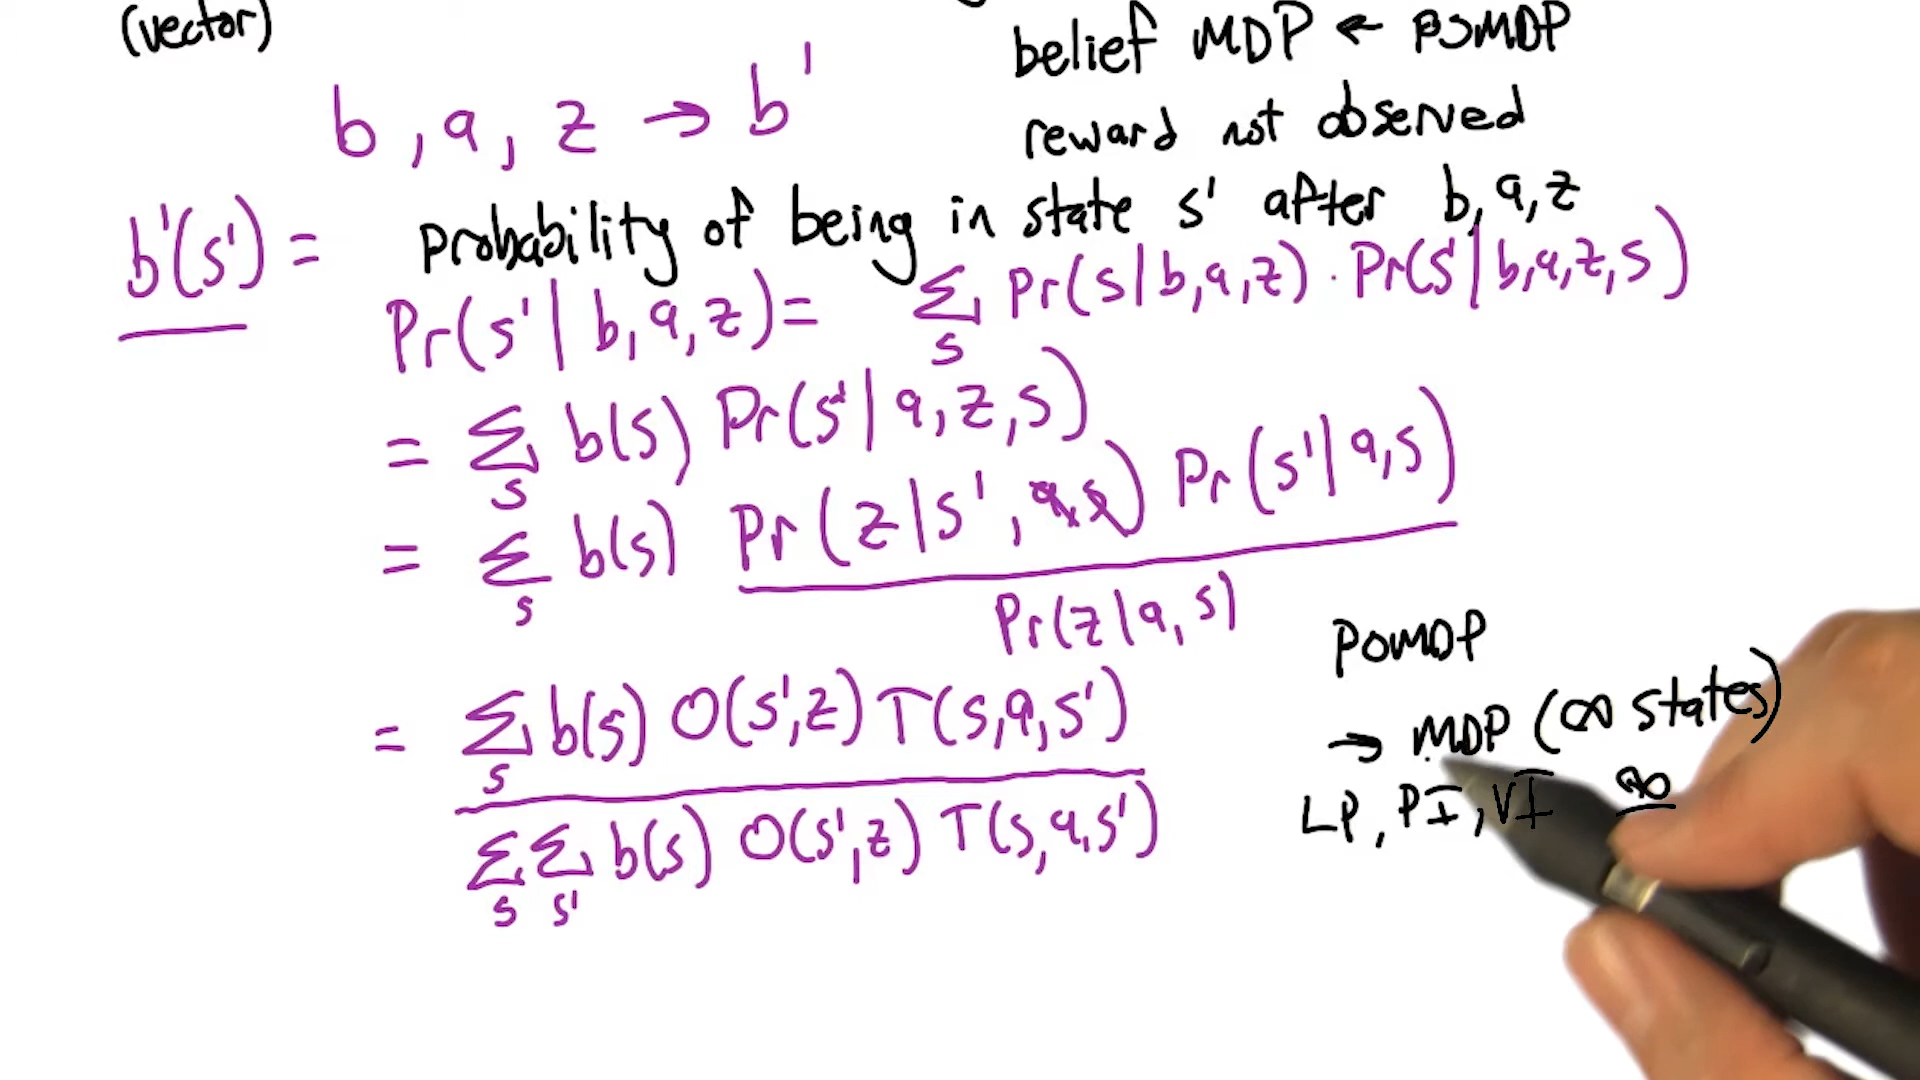 (vector)
belief MDP ← POMDP
b, a, z → b'
reward not observed
b'(s') = probability of being in state s' after b, a, z
Pr(s' | b, a, z) = Σ_s Pr(s | b, a, z) · Pr(s' | b, a, z, s)
= Σ_s b(s) Pr(s' | a, z, s)
= Σ_s b(s) Pr(z | s', a, s) Pr(s' | a, s)
Pr(z | a, s)
= Σ_s b(s) O(s', z) T(s, a, s')
Σ_s Σ_s' b(s) O(s', z) T(s, a, s')
POMDP
→ MDP (∞ states)
LP, PI, VI ∞